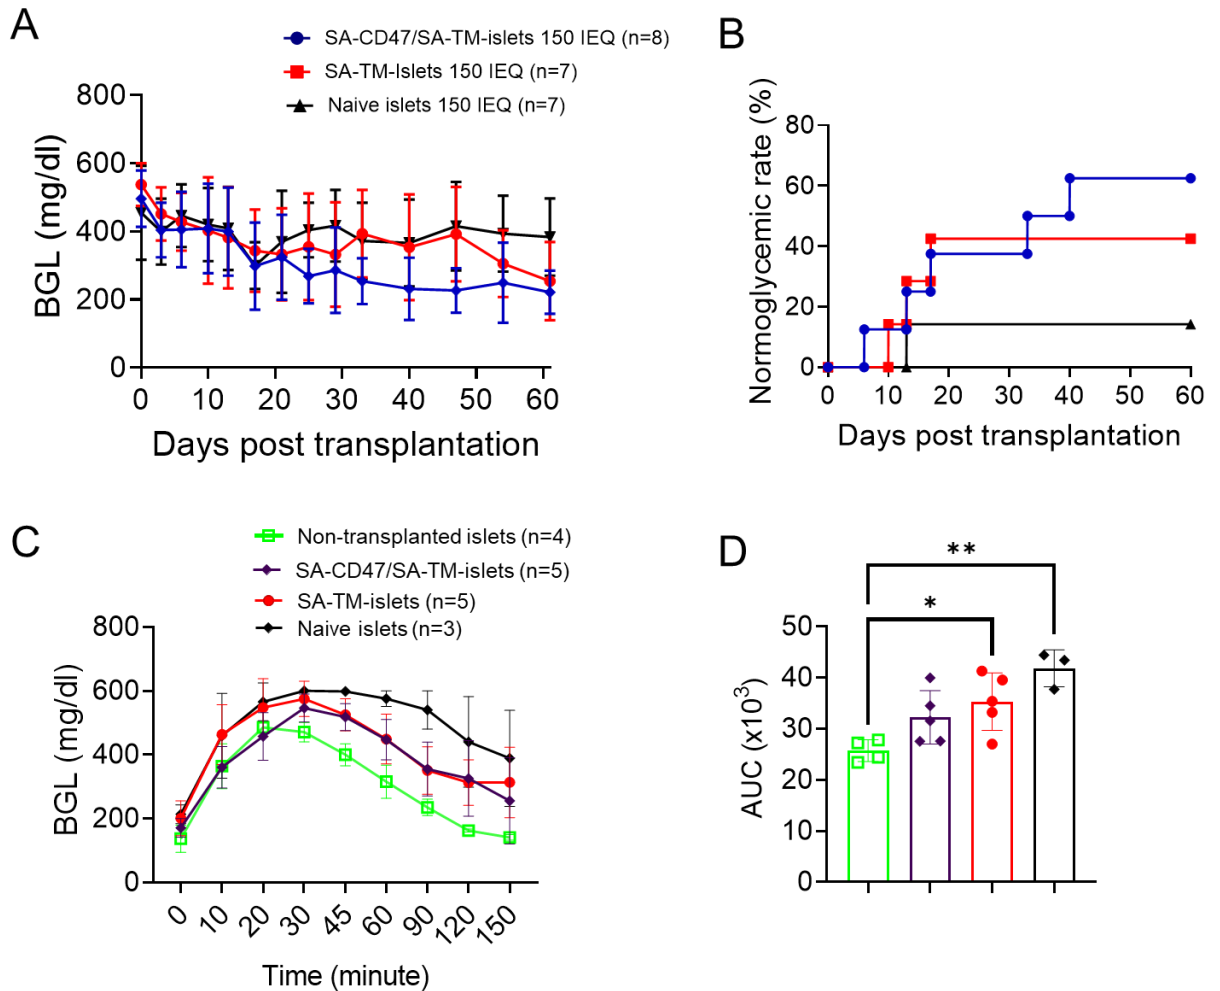 A
SA-CD47/SA-TM-islets 150 IEQ (n=8)
SA-TM-Islets 150 IEQ (n=7)
Naive islets 150 IEQ (n=7)
BGL (mg/dl)
800
600
400
200
0
0 10 20 30 40 50 60
Days post transplantation
B
Normoglycemic rate (%)
80
60
40
20
0
0 10 20 30 40 50 60
Days post transplantation
C
Non-transplanted islets (n=4)
SA-CD47/SA-TM-islets (n=5)
SA-TM-islets (n=5)
Naive islets (n=3)
BGL (mg/dl)
800
600
400
200
0
0 10 20 30 45 60 90 120 150
Time (minute)
D
**
*
AUC (x10³)
50
40
30
20
10
0